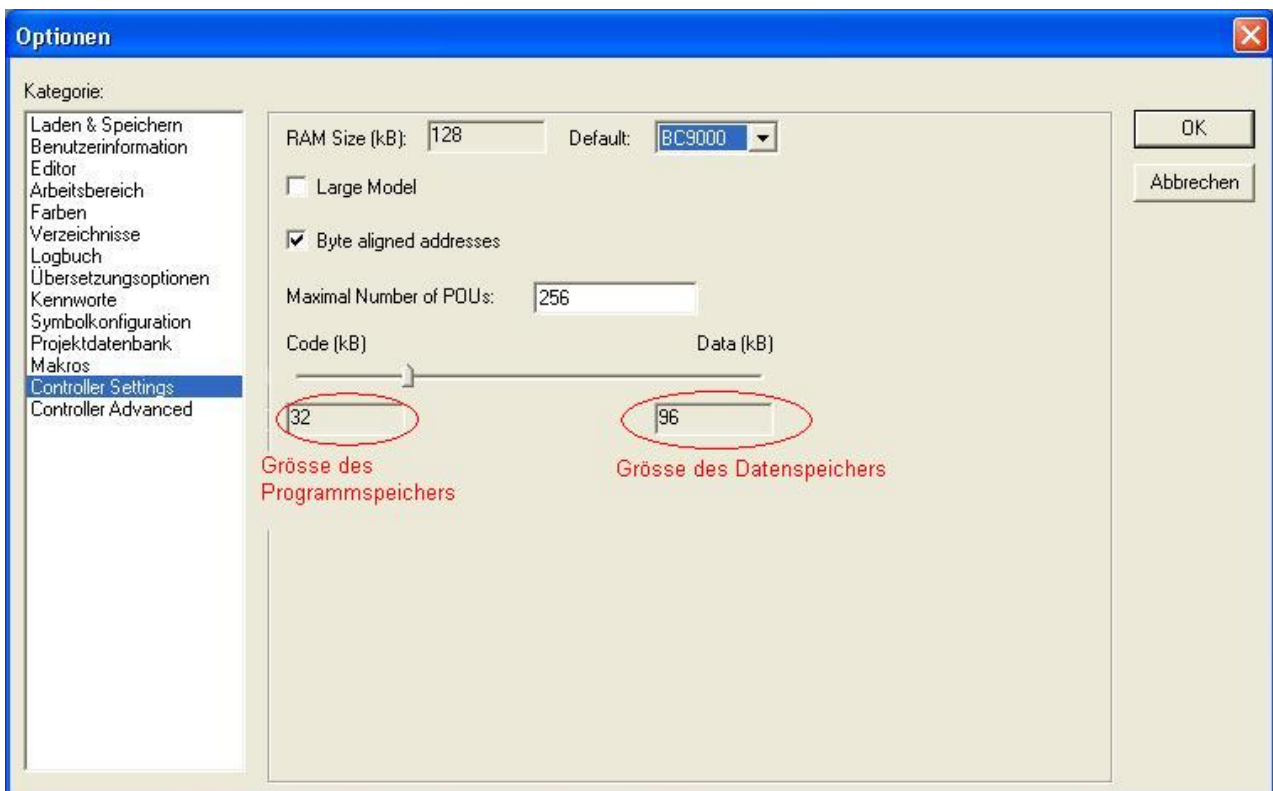 Optionen
Kategorie:
Laden & Speichern
Benutzerinformation
Editor
Arbeitsbereich
Farben
Verzeichnisse
Logbuch
Übersetzungsoptionen
Kennworte
Symbolkonfiguration
Projektdatenbank
Makros
Controller Settings
Controller Advanced
RAM Size (kB): 128 Default: BC9000
Large Model
Byte aligned addresses
Maximal Number of POUs: 256
Code (kB) Data (kB)
32 96
Grösse des
Programmspeichers
Grösse des Datenspeichers
OK
Abbrechen